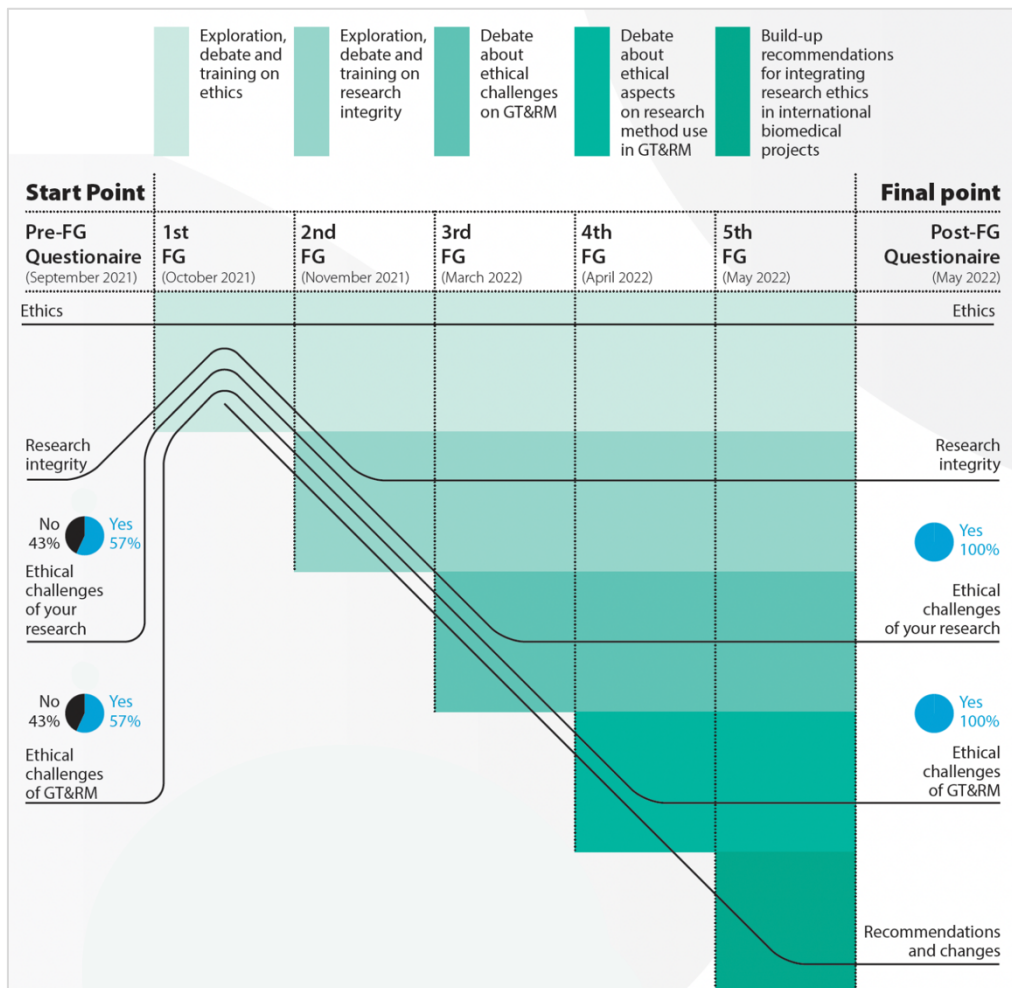 Exploration,
debate and
training on
ethics
Exploration,
debate and
training on
research
integrity
Debate
about
ethical
challenges
on GT&RM
Debate
about
ethical
aspects
on research
method use
in GT&RM
Build-up
recommendations
for integrating
research ethics
in international
biomedical
projects
Start Point
Final point
Pre-FG
Questionaire
(September 2021)
1st
FG
(October 2021)
2nd
FG
(November 2021)
3rd
FG
(March 2022)
4th
FG
(April 2022)
5th
FG
(May 2022)
Post-FG
Questionaire
(May 2022)
Ethics
Ethics
Research
integrity
Research
integrity
No
43%
Yes
57%
Yes
100%
Ethical
challenges
of your
research
Ethical
challenges
of your research
No
43%
Yes
57%
Yes
100%
Ethical
challenges
of GT&RM
Ethical
challenges
of GT&RM
Recommendations
and changes